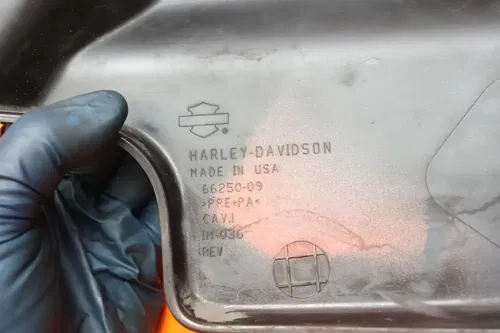 HARLEY-DAVIDSON
MADE IN USA
66250-09
>PPE+PA<
CAV.1
IM-036
REV